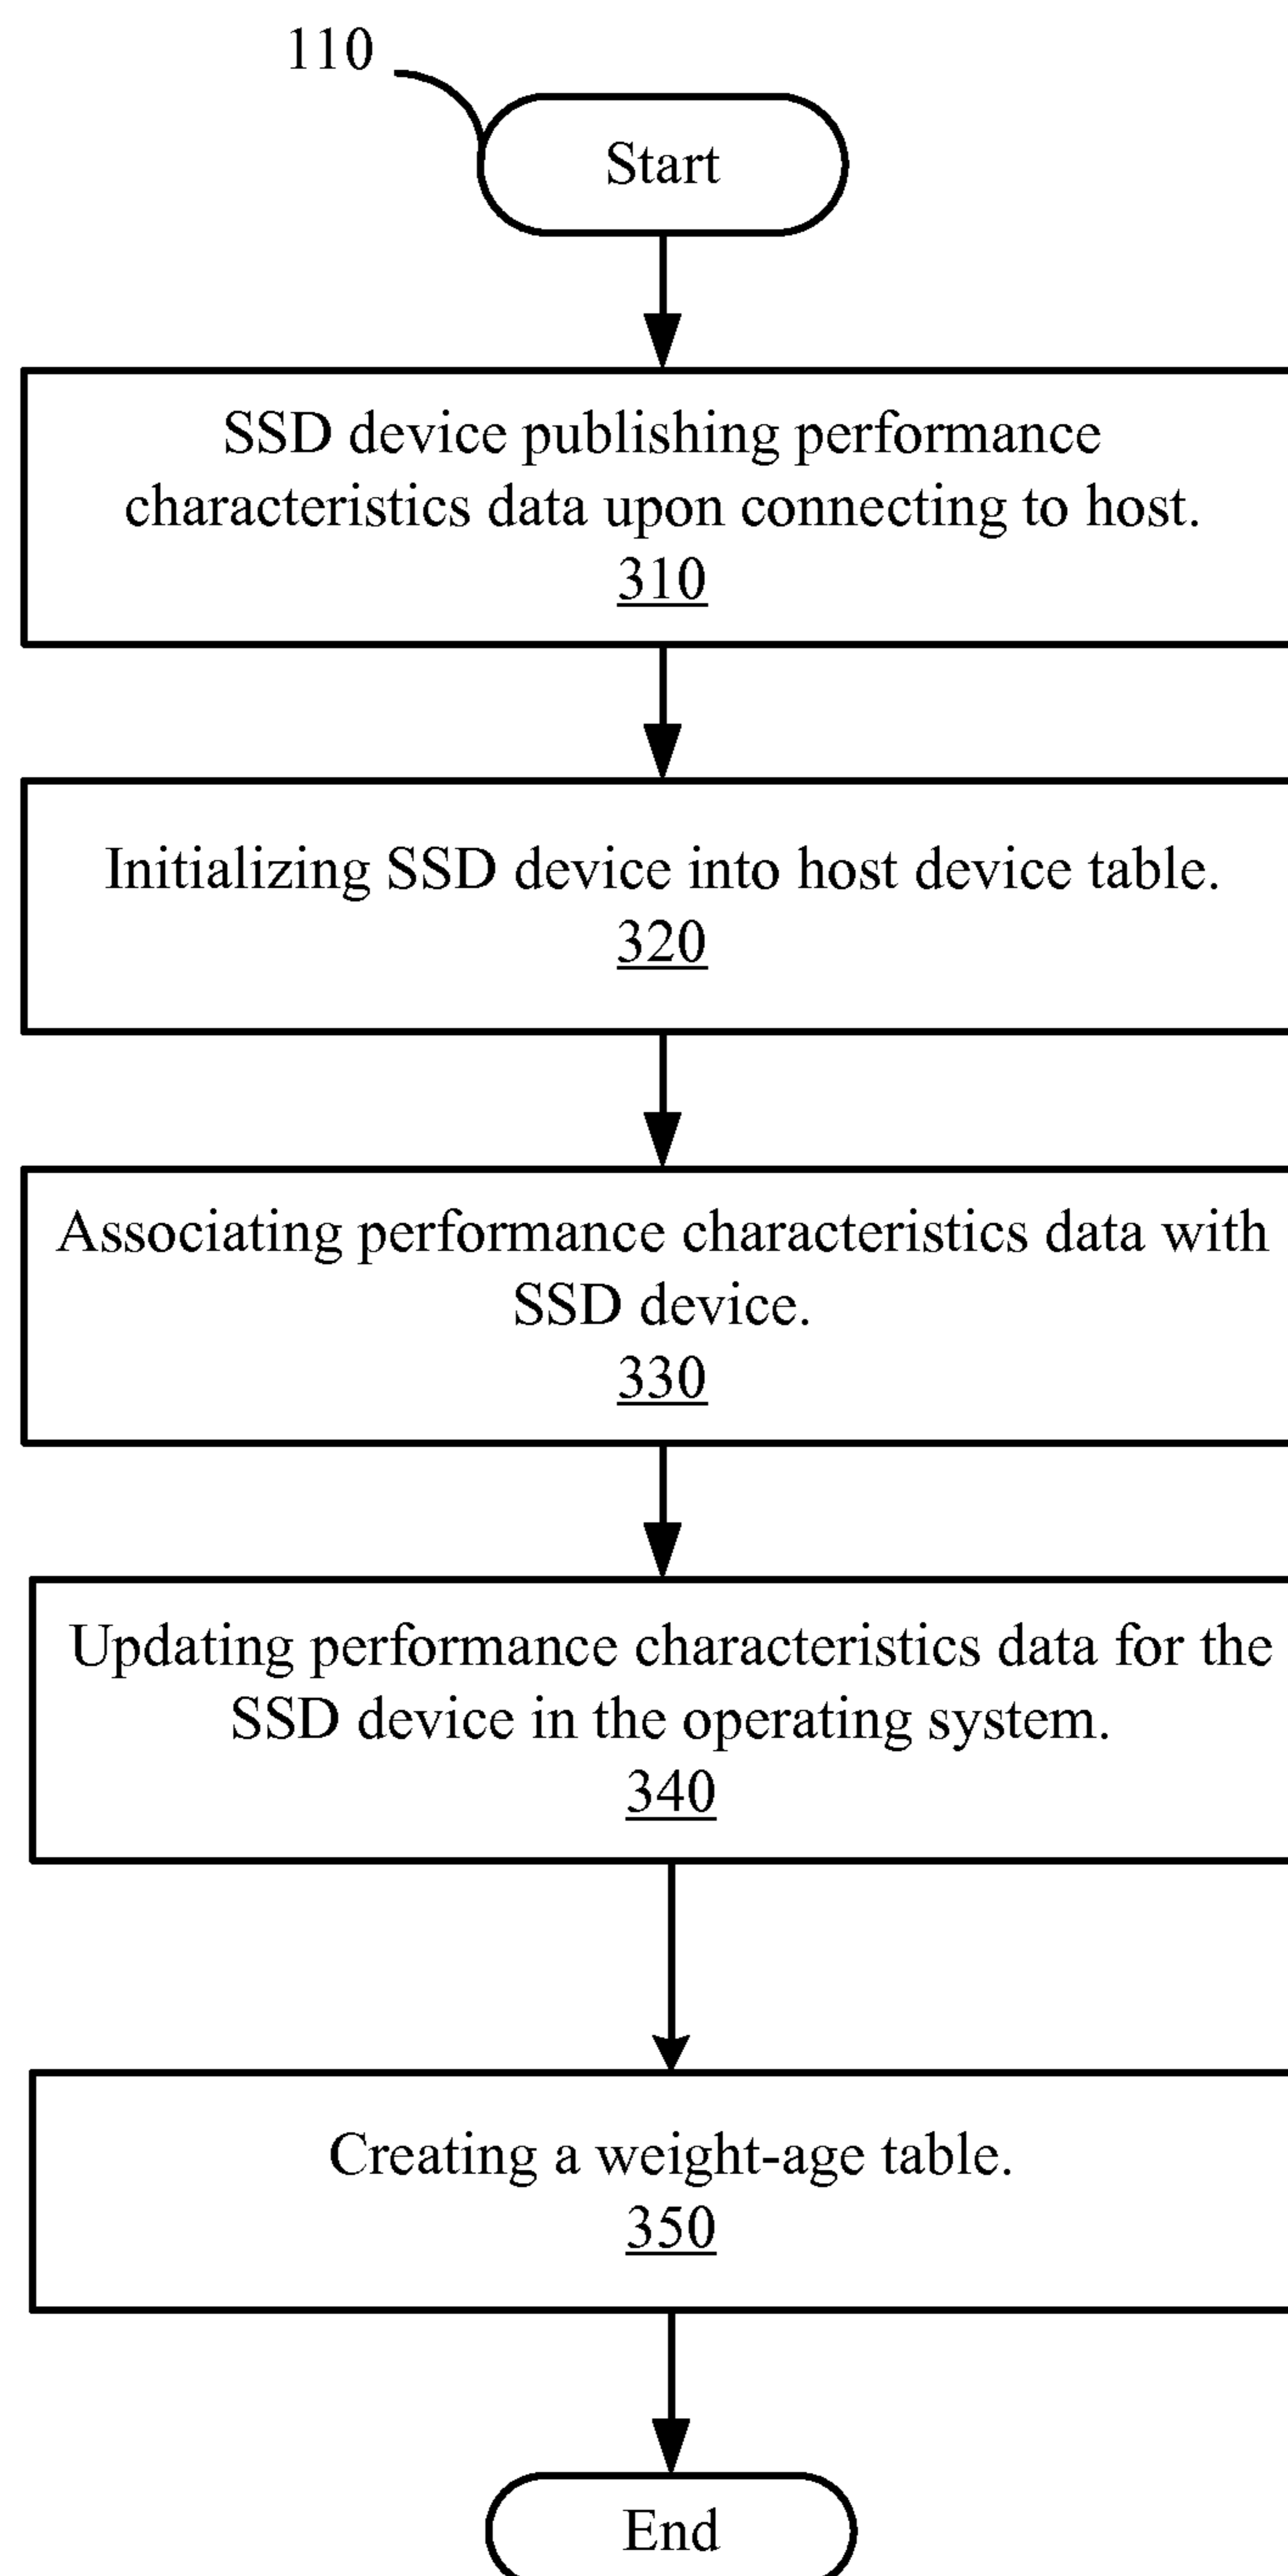 110
Start
SSD device publishing performance
characteristics data upon connecting to host.
310
Initializing SSD device into host device table.
320
Associating performance characteristics data with
SSD device.
330
Updating performance characteristics data for the
SSD device in the operating system.
340
Creating a weight-age table.
350
End